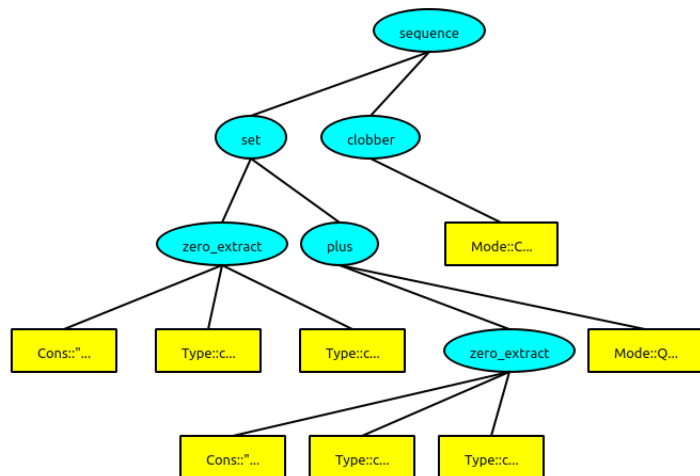 sequence
set
clobber
zero_extract
plus
Mode::C...
Cons::"...
Type::c...
Type::c...
zero_extract
Mode::Q...
Cons::"...
Type::c...
Type::c...